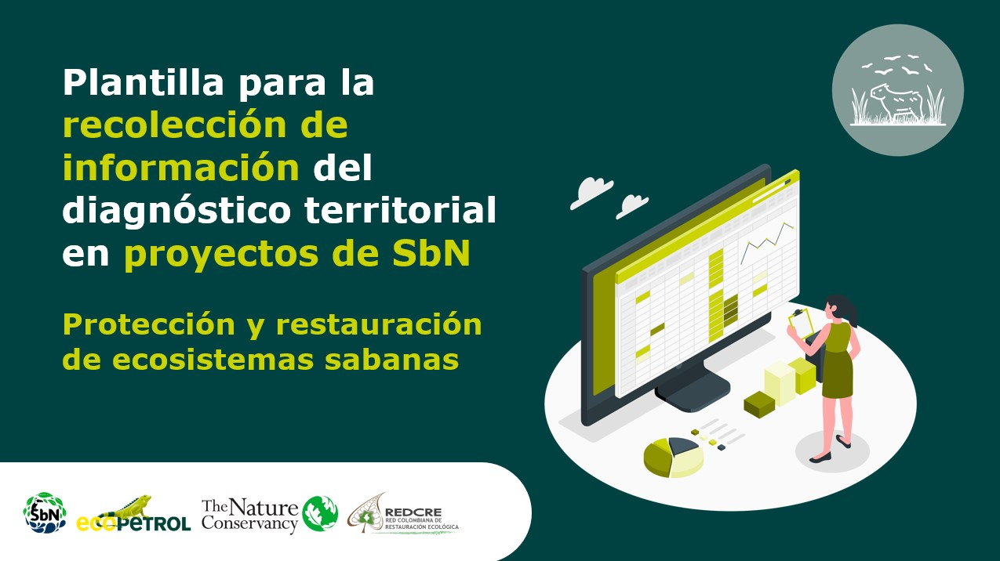 Plantilla para la
recolección de
información del
diagnóstico territorial
en proyectos de SbN
Protección y restauración
de ecosistemas sabanas
SbN
ecopetrol
The Nature
Conservancy
REDCRE
RED COLOMBIANA DE
RESTAURACIÓN ECOLÓGICA